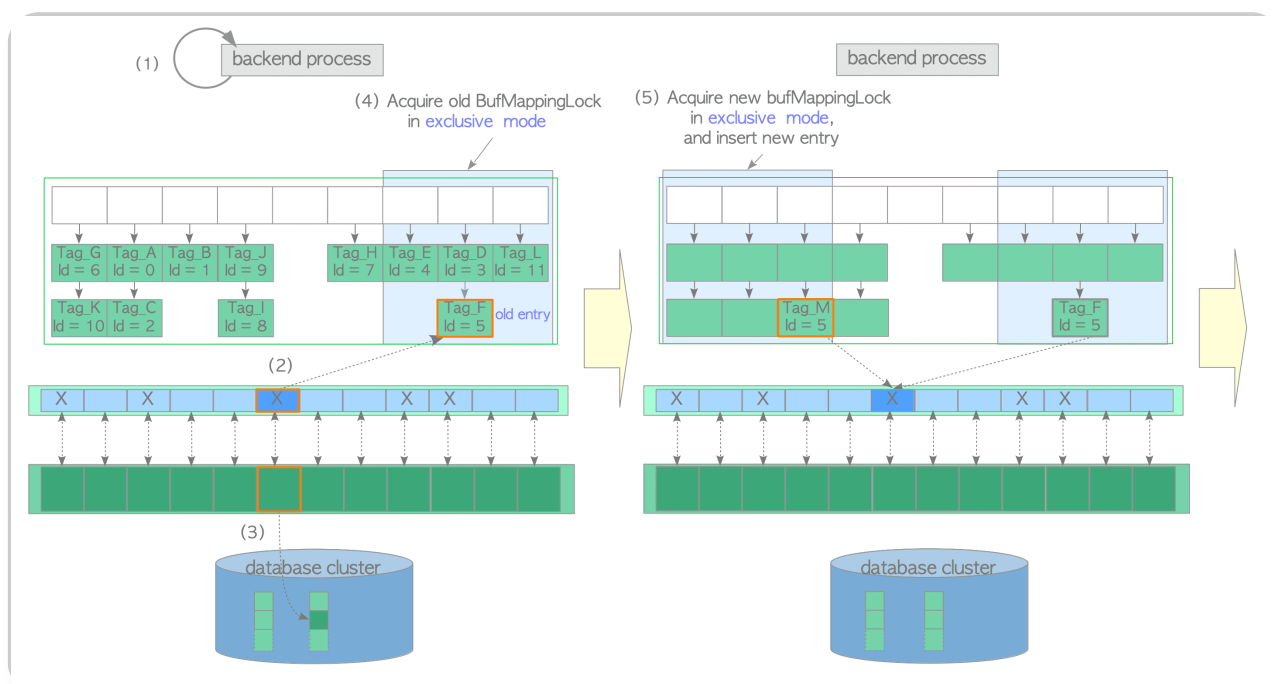 (1)
backend process
(4) Acquire old BufMappingLock
in exclusive mode
Tag_G
Id = 6
Tag_A
Id = 0
Tag_B
Id = 1
Tag_J
Id = 9
Tag_H
Id = 7
Tag_E
Id = 4
Tag_D
Id = 3
Tag_L
Id = 11
Tag_K
Id = 10
Tag_C
Id = 2
Tag_I
Id = 8
Tag_F
Id = 5
old entry
(2)
X X X X X
(3)
database cluster
backend process
(5) Acquire new bufMappingLock
in exclusive mode,
and insert new entry
Tag_M
Id = 5
Tag_F
Id = 5
X X X X X
database cluster